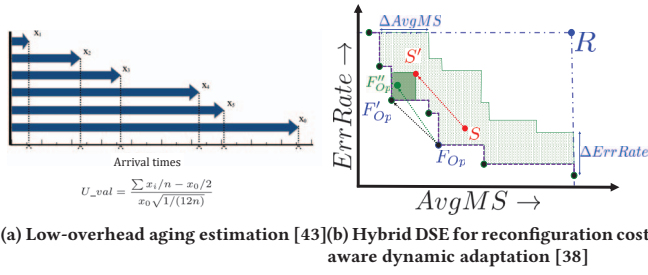 x₁
x₂
x₃
x₄
x₅
x₀
Arrival times
U_val = (∑ xᵢ/n − x₀/2) / (x₀√(1/(12n)))
(a) Low-overhead aging estimation [43]
ΔAvgMS
R
S′
F″Op
F′Op
S
FOp
ΔErrRate
ErrRate →
AvgMS →
(b) Hybrid DSE for reconfiguration cost
aware dynamic adaptation [38]